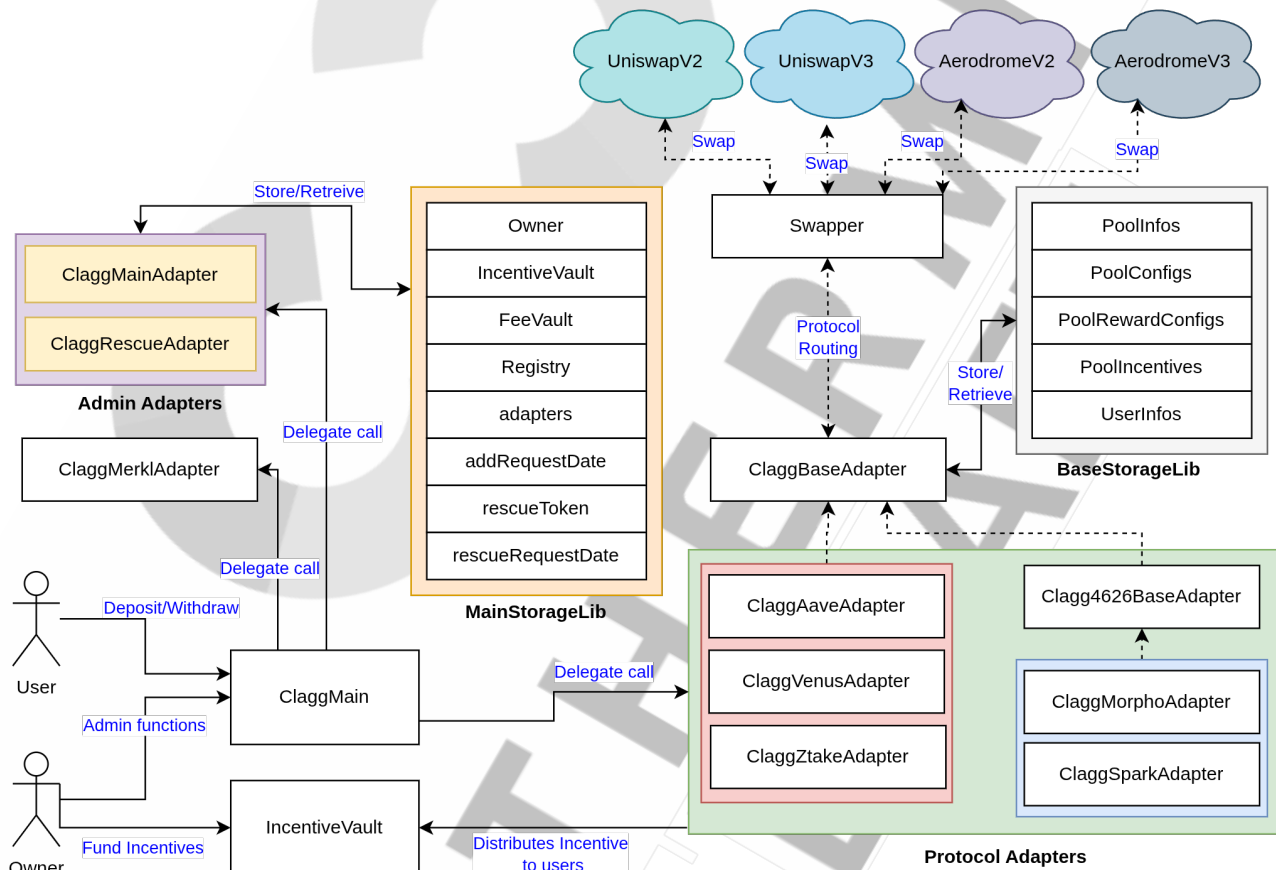 UniswapV2
UniswapV3
AerodromeV2
AerodromeV3
Swap
Swap
Swap
Swap
Store/Retreive
Owner
IncentiveVault
FeeVault
Registry
adapters
addRequestDate
rescueToken
rescueRequestDate
MainStorageLib
Swapper
PoolInfos
PoolConfigs
PoolRewardConfigs
PoolIncentives
UserInfos
BaseStorageLib
ClaggMainAdapter
ClaggRescueAdapter
Admin Adapters
Protocol
Routing
Store/
Retrieve
Delegate call
ClaggMerklAdapter
ClaggBaseAdapter
Delegate call
Deposit/Withdraw
User
ClaggMain
Delegate call
ClaggAaveAdapter
ClaggVenusAdapter
ClaggZtakeAdapter
Clagg4626BaseAdapter
ClaggMorphoAdapter
ClaggSparkAdapter
Protocol Adapters
Admin functions
Owner
Fund Incentives
IncentiveVault
Distributes Incentive
to users